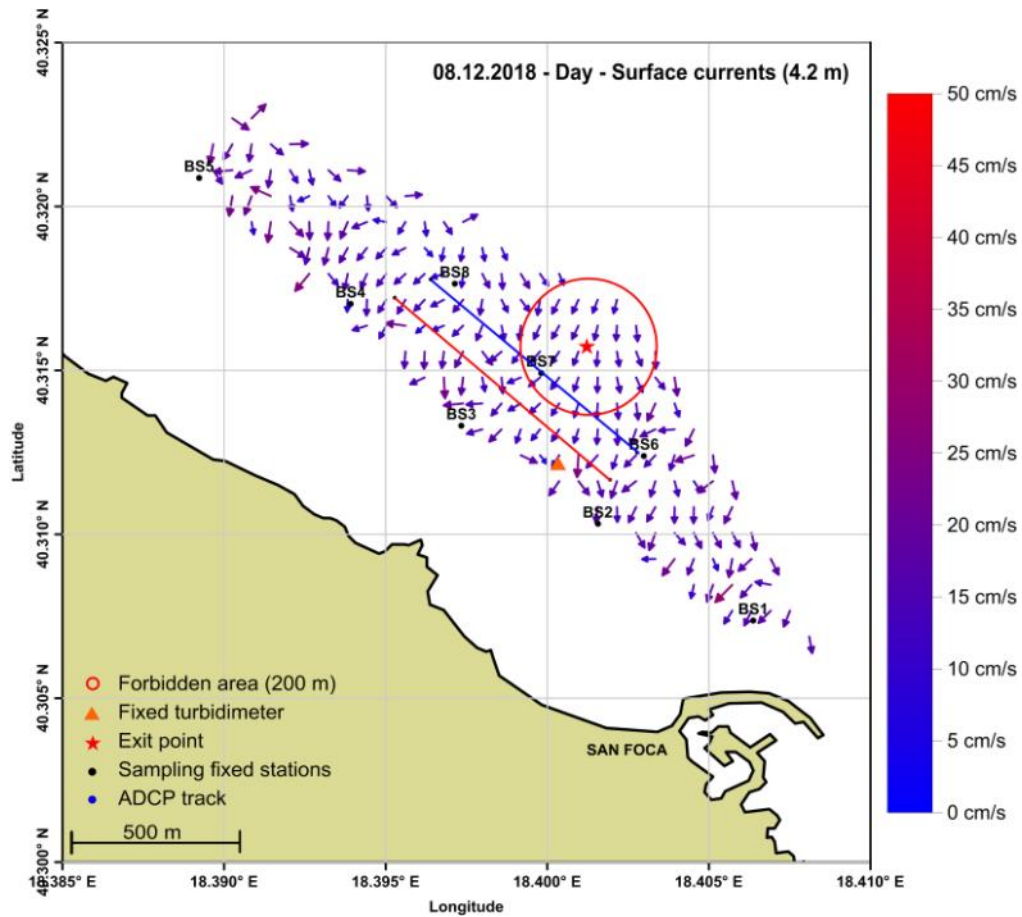 08.12.2018 - Day - Surface currents (4.2 m)
40.325° N
40.320° N
40.315° N
40.310° N
40.305° N
40.300° N
Latitude
BS5
BS8
BS4
BS7
BS3
BS6
BS2
BS1
SAN FOCA
Forbidden area (200 m)
Fixed turbidimeter
Exit point
Sampling fixed stations
ADCP track
500 m
18.385° E 18.390° E 18.395° E 18.400° E 18.405° E 18.410° E
Longitude
50 cm/s
45 cm/s
40 cm/s
35 cm/s
30 cm/s
25 cm/s
20 cm/s
15 cm/s
10 cm/s
5 cm/s
0 cm/s